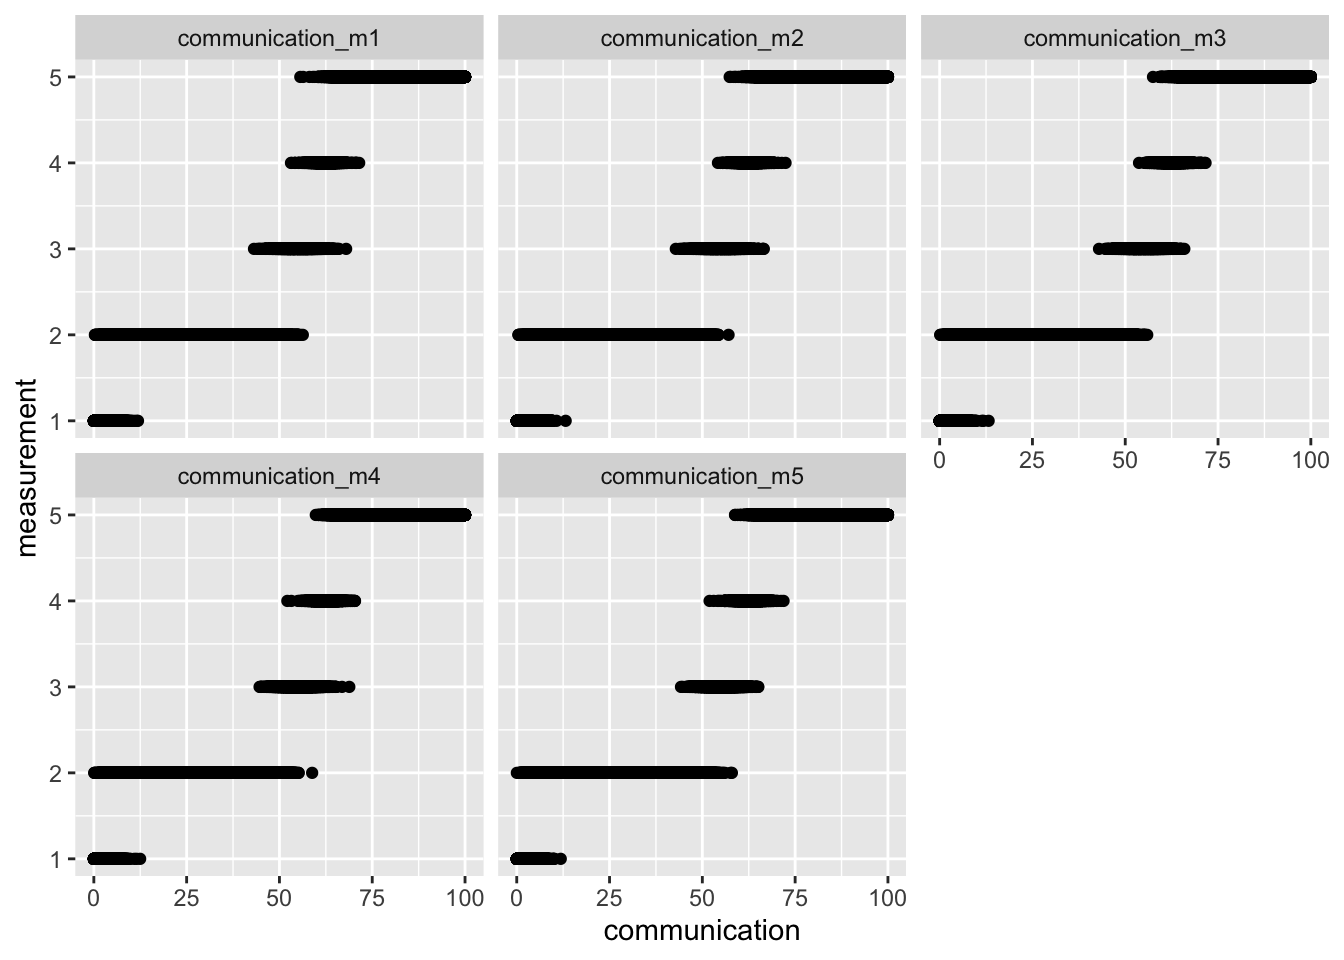 communication_m1
communication_m2
communication_m3
5
4
3
2
1
0 25 50 75 100
communication_m4
communication_m5
5
4
3
2
1
0 25 50 75 100
0 25 50 75 100
measurement
communication